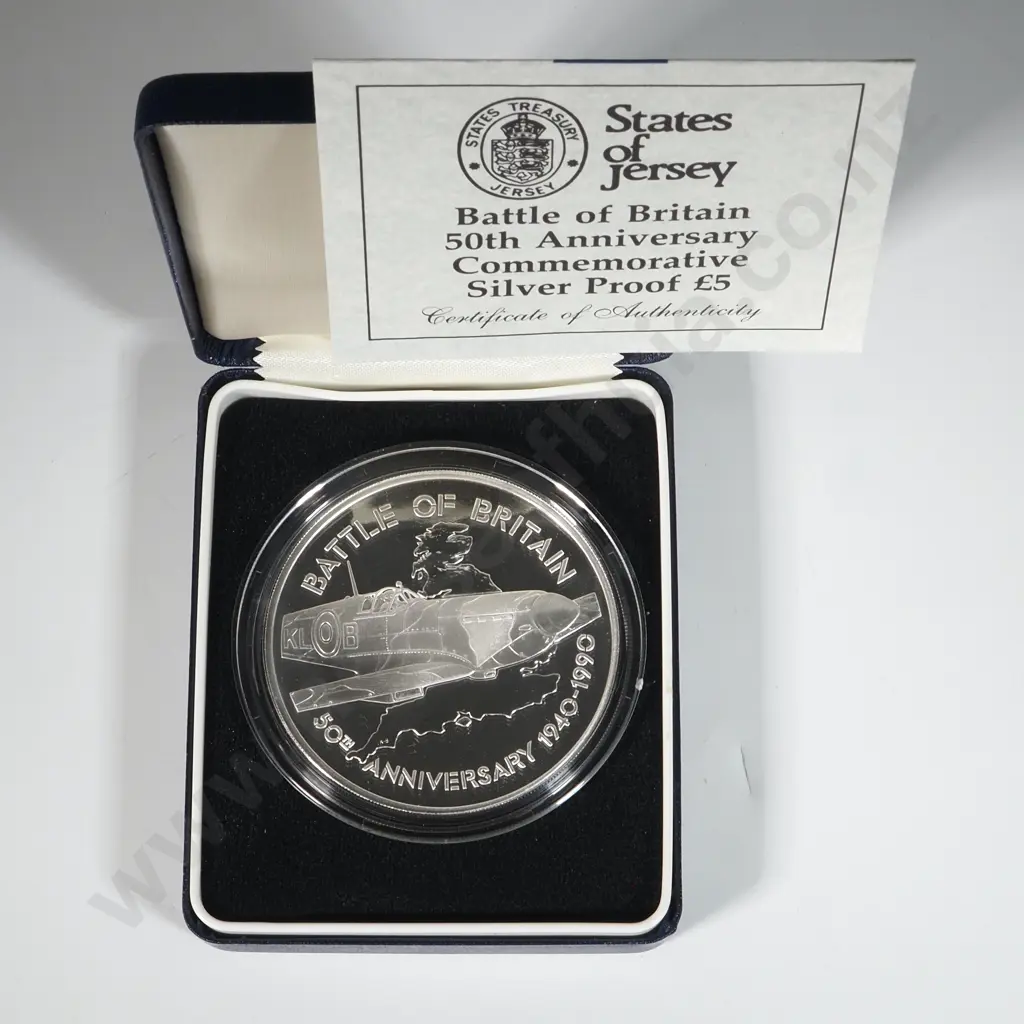 STATES TREASURY
JERSEY
States
of
Jersey
Battle of Britain
50th Anniversary
Commemorative
Silver Proof £5
Certificate of Authenticity
BATTLE OF BRITAIN
KL B
50TH ANNIVERSARY 1940-1990